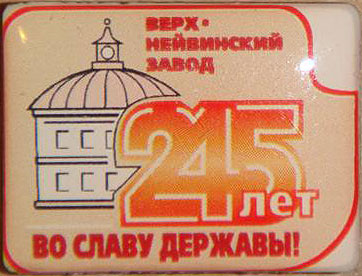 ВЕРХ-
НЕЙВИНСКИЙ
ЗАВОД
245
лет
ВО СЛАВУ ДЕРЖАВЫ!